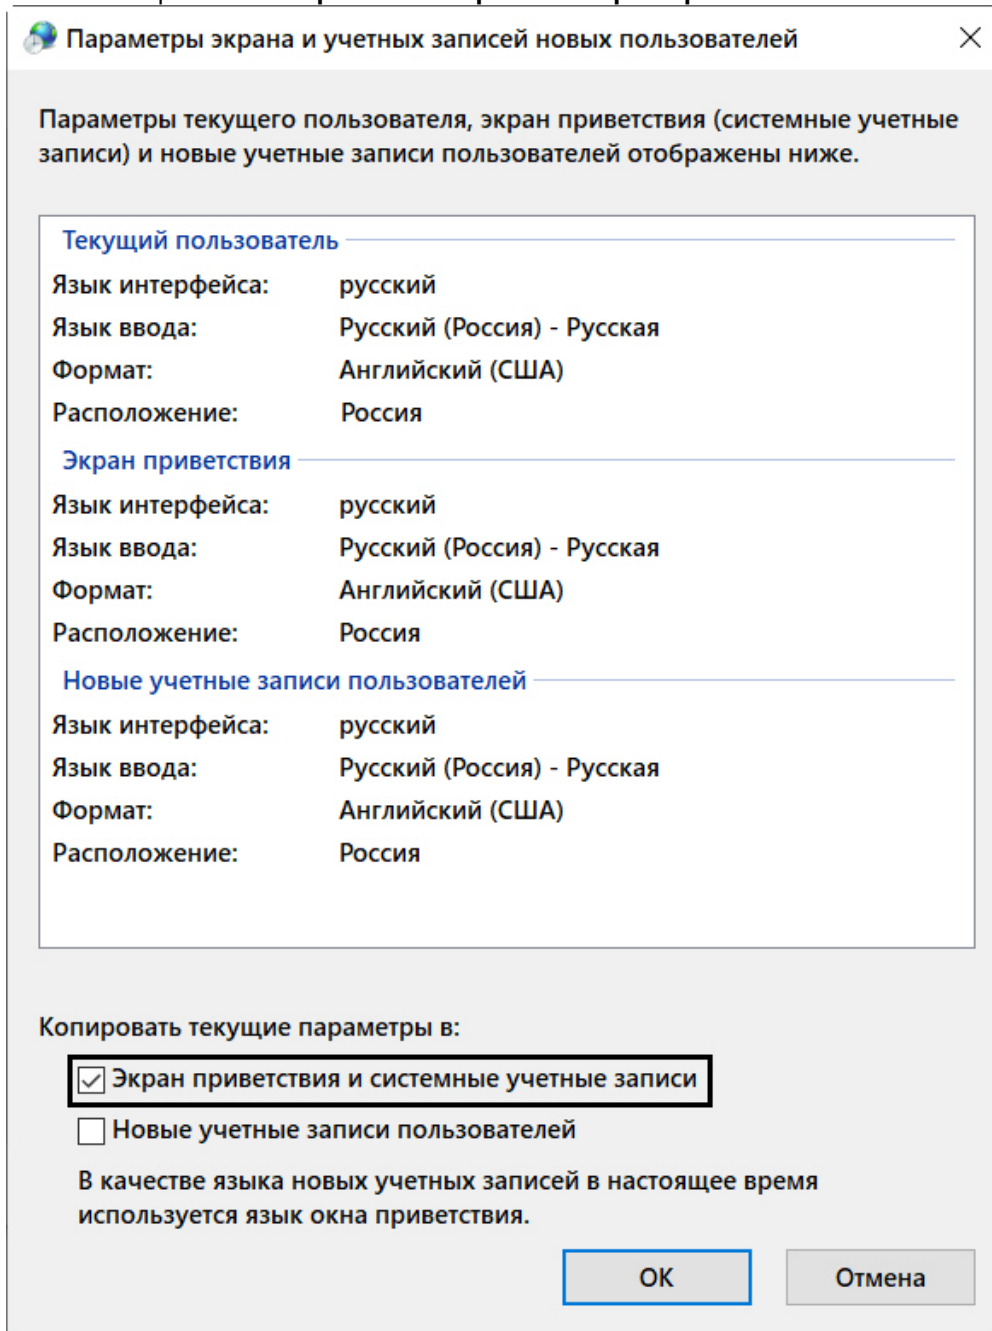 Параметры экрана и учетных записей новых пользователей
Параметры текущего пользователя, экран приветствия (системные учетные
записи) и новые учетные записи пользователей отображены ниже.
Текущий пользователь
Язык интерфейса: русский
Язык ввода: Русский (Россия) - Русская
Формат: Английский (США)
Расположение: Россия
Экран приветствия
Язык интерфейса: русский
Язык ввода: Русский (Россия) - Русская
Формат: Английский (США)
Расположение: Россия
Новые учетные записи пользователей
Язык интерфейса: русский
Язык ввода: Русский (Россия) - Русская
Формат: Английский (США)
Расположение: Россия
Копировать текущие параметры в:
Экран приветствия и системные учетные записи
Новые учетные записи пользователей
В качестве языка новых учетных записей в настоящее время
используется язык окна приветствия.
ОК Отмена